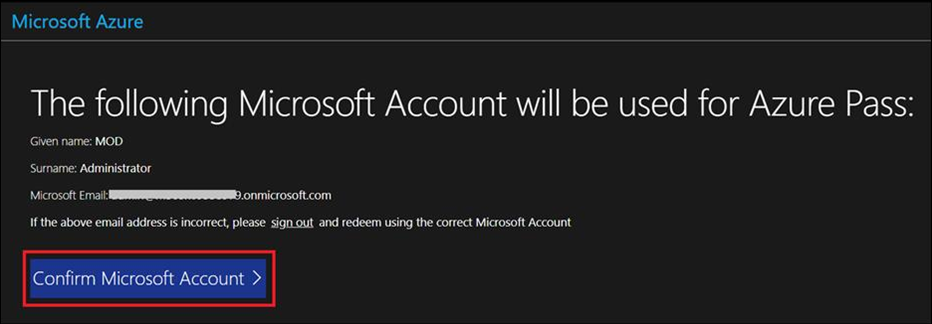 Microsoft Azure
The following Microsoft Account will be used for Azure Pass:
Given name: MOD
Surname: Administrator
Microsoft Email: 9.onmicrosoft.com
If the above email address is incorrect, please sign out and redeem using the correct Microsoft Account
Confirm Microsoft Account >